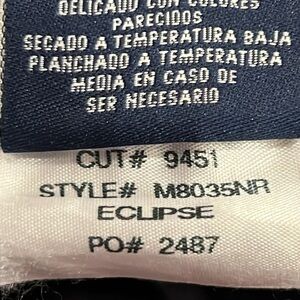 DELICADO CON COLORES
PARECIDOS
SECADO A TEMPERATURA BAJA
PLANCHADO A TEMPERATURA
MEDIA EN CASO DE
SER NECESARIO
CUT# 9451
STYLE# M8035NR
ECLIPSE
PO# 2487